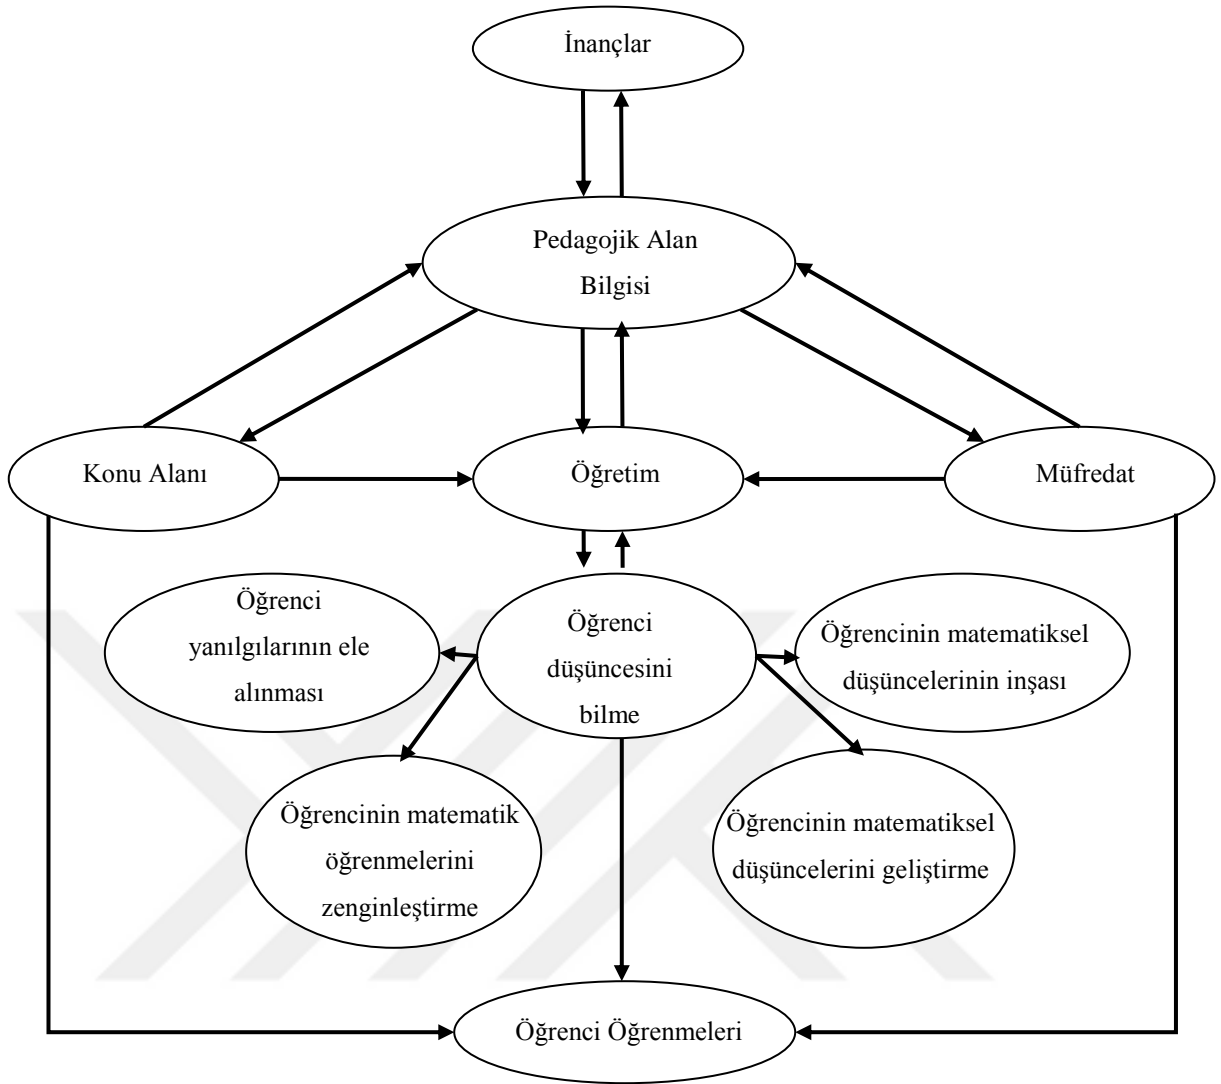 İnançlar
Pedagojik Alan
Bilgisi
Konu Alanı
Öğretim
Müfredat
Öğrenci
yanılgılarının ele
alınması
Öğrenci
düşüncesini
bilme
Öğrencinin matematiksel
düşüncelerinin inşası
Öğrencinin matematik
öğrenmelerini
zenginleştirme
Öğrencinin matematiksel
düşüncelerini geliştirme
Öğrenci Öğrenmeleri